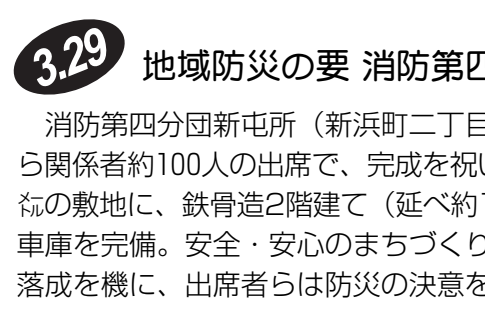 3.29
地域防災の要 消防第四
消防第四分団新屯所（新浜町二丁目
ら関係者約100人の出席で、完成を祝い
㍍の敷地に、鉄骨造2階建て（延べ約
車庫を完備。安全・安心のまちづくり
落成を機に、出席者らは防災の決意を